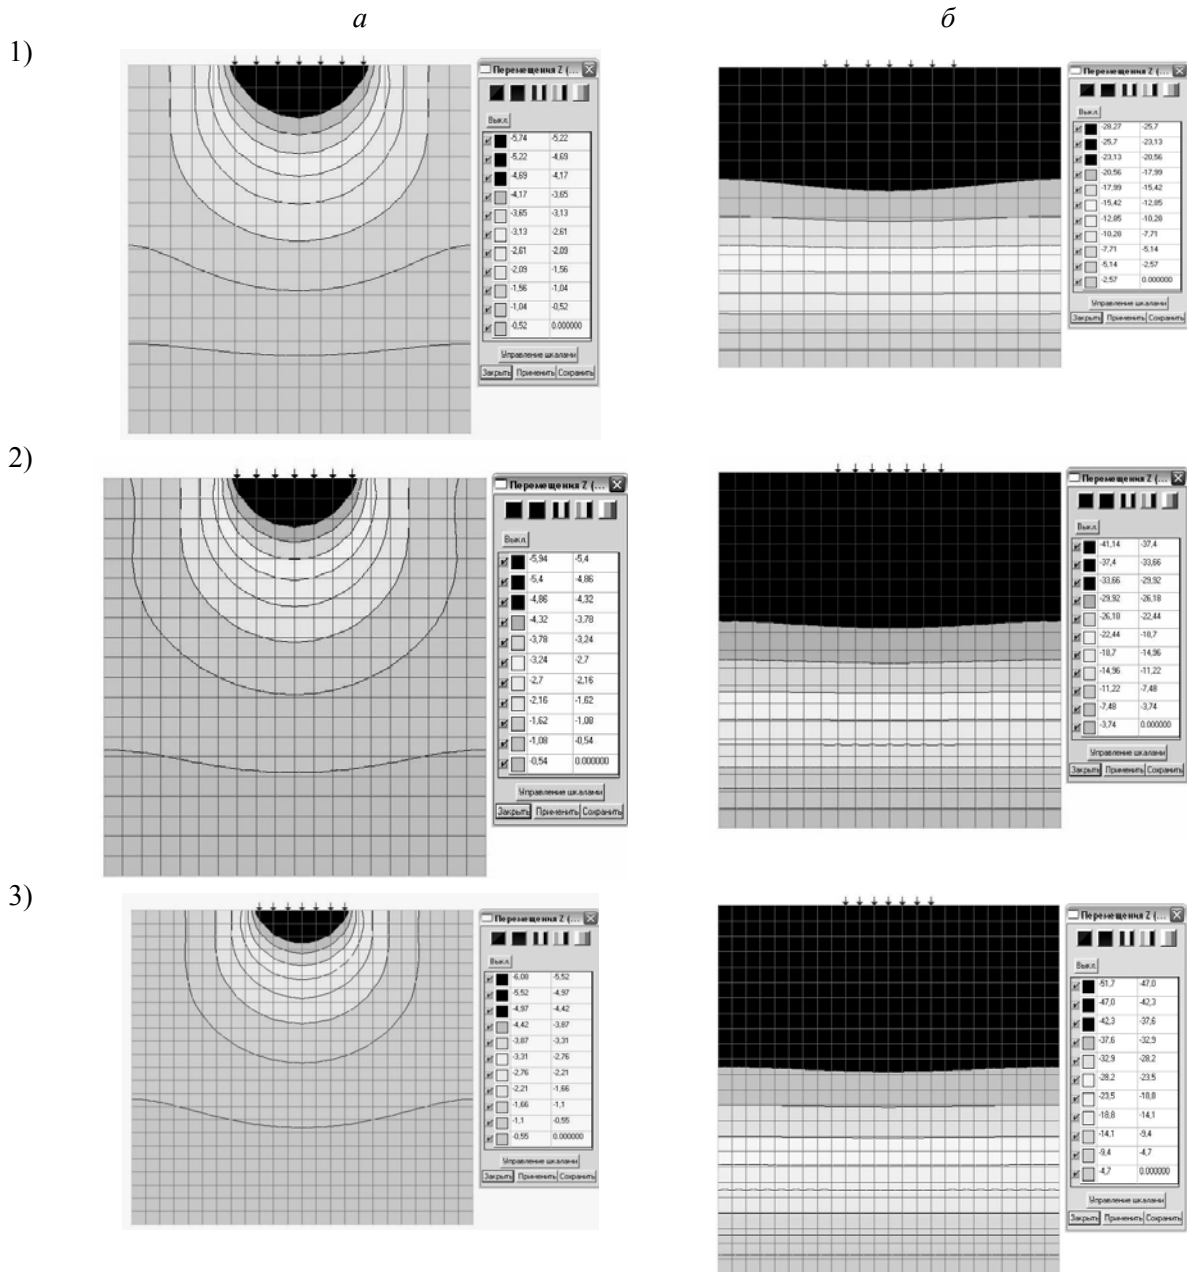 а б
1)
Перемещения Z (...
Выкл.
-5,74 -5,22
-5,22 -4,69
-4,69 -4,17
-4,17 -3,65
-3,65 -3,13
-3,13 -2,61
-2,61 -2,09
-2,09 -1,56
-1,56 -1,04
-1,04 -0,52
-0,52 0.000000
Управление шкалами
Закрыть Применить Сохранить
Перемещения Z (...
Выкл.
-28,27 -25,7
-25,7 -23,13
-23,13 -20,56
-20,56 -17,99
-17,99 -15,42
-15,42 -12,85
-12,85 -10,28
-10,28 -7,71
-7,71 -5,14
-5,14 -2,57
-2,57 0.000000
Управление шкалами
Закрыть Применить Сохранить
2)
Перемещения Z (...
Выкл.
-5,94 -5,4
-5,4 -4,86
-4,86 -4,32
-4,32 -3,78
-3,78 -3,24
-3,24 -2,7
-2,7 -2,16
-2,16 -1,62
-1,62 -1,08
-1,08 -0,54
-0,54 0.000000
Управление шкалами
Закрыть Применить Сохранить
Перемещения Z (...
Выкл.
-41,14 -37,4
-37,4 -33,66
-33,66 -29,92
-29,92 -26,18
-26,18 -22,44
-22,44 -18,7
-18,7 -14,96
-14,96 -11,22
-11,22 -7,48
-7,48 -3,74
-3,74 0.000000
Управление шкалами
Закрыть Применить Сохранить
3)
Перемещения Z (...
Выкл.
-6,08 -5,52
-5,52 -4,97
-4,97 -4,42
-4,42 -3,87
-3,87 -3,31
-3,31 -2,76
-2,76 -2,21
-2,21 -1,66
-1,66 -1,1
-1,1 -0,55
-0,55 0.000000
Управление шкалами
Закрыть Применить Сохранить
Перемещения Z (...
Выкл.
-51,7 -47,0
-47,0 -42,3
-42,3 -37,6
-37,6 -32,9
-32,9 -28,2
-28,2 -23,5
-23,5 -18,8
-18,8 -14,1
-14,1 -9,4
-9,4 -4,7
-4,7 0.000000
Управление шкалами
Закрыть Применить Сохранить